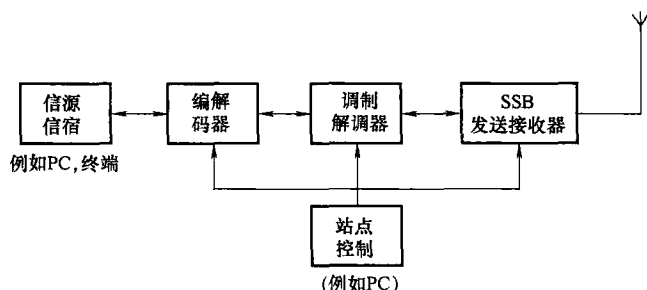 信源
信宿
编解
码器
调制
解调器
SSB
发送接收器
例如PC,终端
站点
控制
(例如PC)